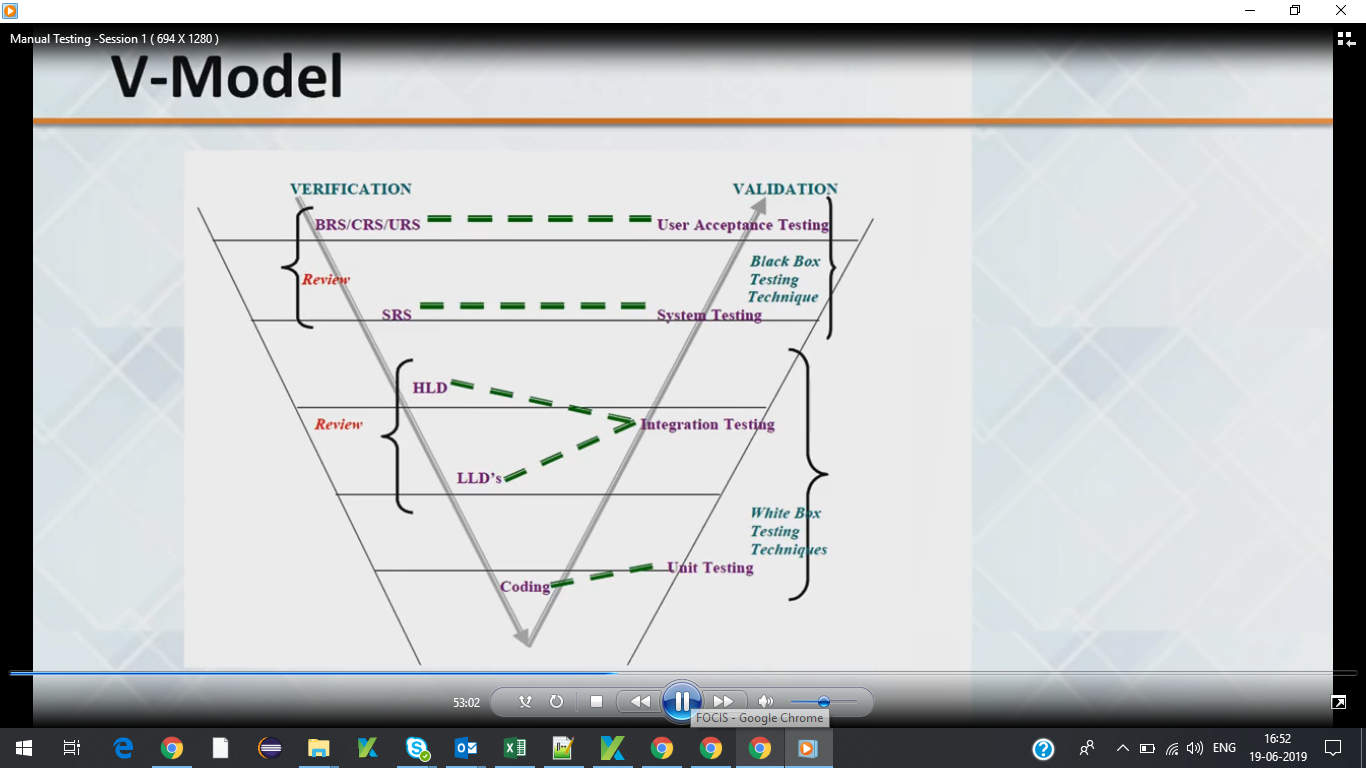 Manual Testing -Session 1 ( 694 X 1280 )
V-Model
VERIFICATION
VALIDATION
BRS/CRS/URS
User Acceptance Testing
Review
Black Box
Testing
Technique
SRS
System Testing
HLD
Review
Integration Testing
LLD's
White Box
Testing
Techniques
Coding
Unit Testing
53:02
FOCIS - Google Chrome
ENG
16:52
19-06-2019